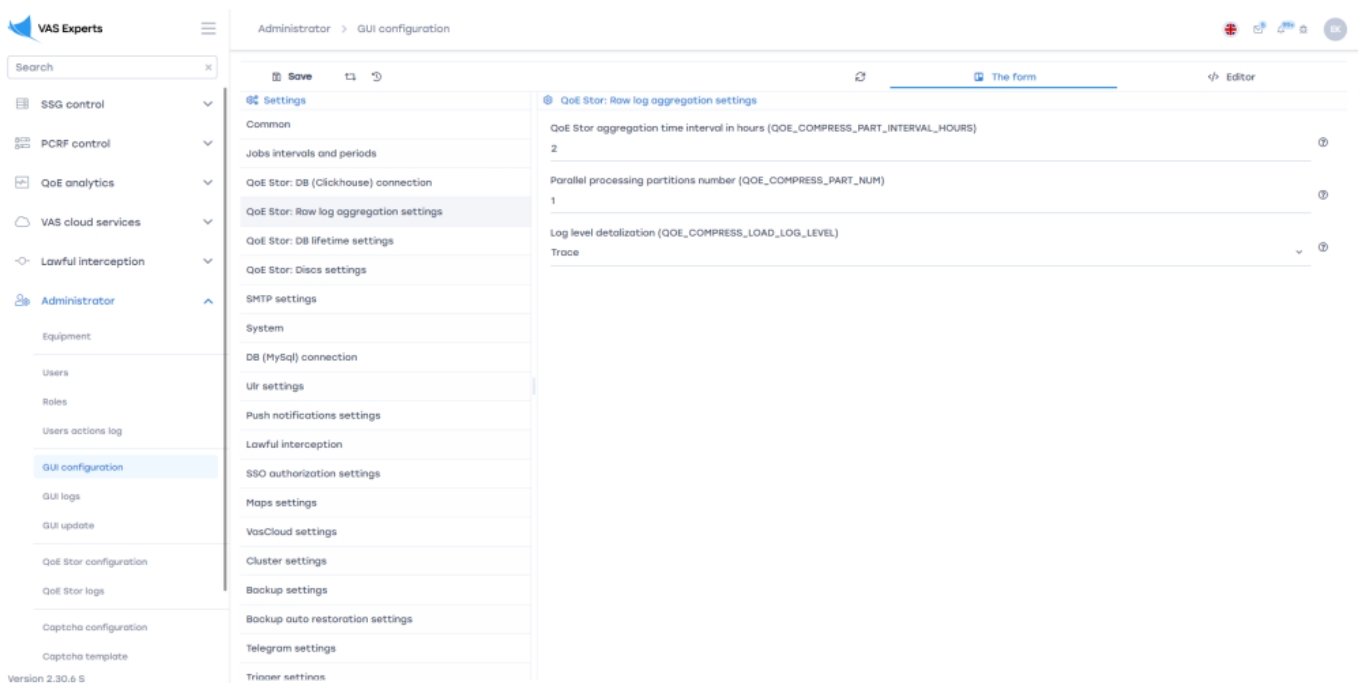 VAS Experts
Administrator > GUI configuration
99+
EK
Search
SSG control
PCRF control
QoE analytics
VAS cloud services
Lawful interception
Administrator
Equipment
Users
Roles
Users actions log
GUI configuration
GUI logs
GUI update
QoE Stor configuration
QoE Stor logs
Captcha configuration
Captcha template
Version 2.30.6 S
Save
The form
</> Editor
Settings
Common
Jobs intervals and periods
QoE Stor: DB (Clickhouse) connection
QoE Stor: Raw log aggregation settings
QoE Stor: DB lifetime settings
QoE Stor: Discs settings
SMTP settings
System
DB (MySql) connection
Ulr settings
Push notifications settings
Lawful interception
SSO authorization settings
Maps settings
VasCloud settings
Cluster settings
Backup settings
Backup auto restoration settings
Telegram settings
Trigger settings
QoE Stor: Raw log aggregation settings
QoE Stor aggregation time interval in hours (QOE_COMPRESS_PART_INTERVAL_HOURS)
2
Parallel processing partitions number (QOE_COMPRESS_PART_NUM)
1
Log level detalization (QOE_COMPRESS_LOAD_LOG_LEVEL)
Trace